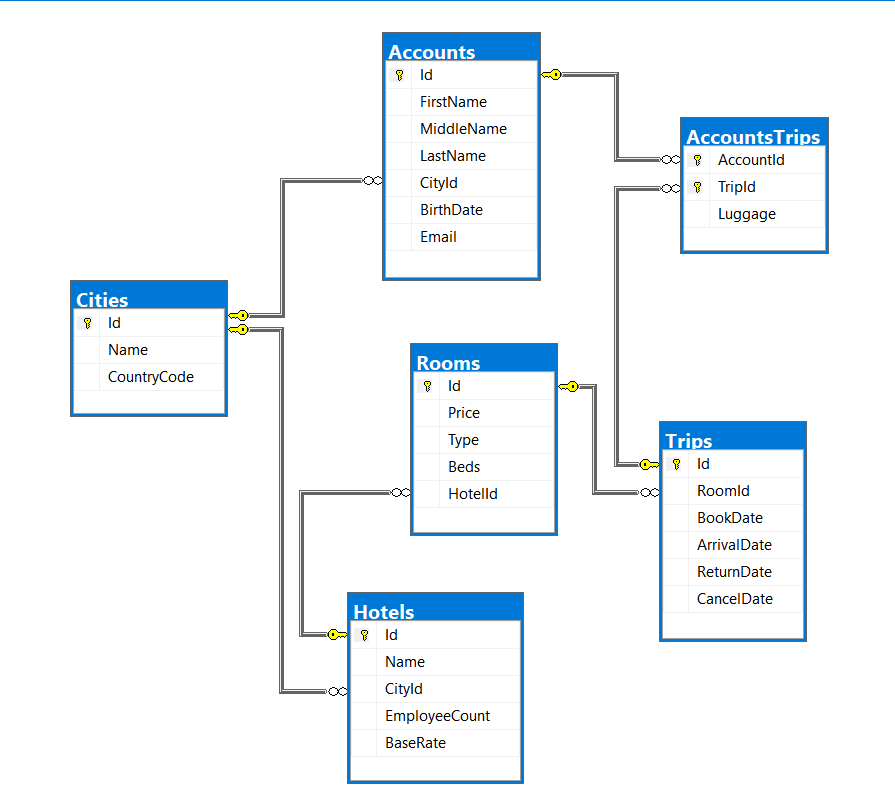 Accounts
Id
FirstName
MiddleName
LastName
CityId
BirthDate
Email
AccountsTrips
AccountId
TripId
Luggage
Cities
Id
Name
CountryCode
Rooms
Id
Price
Type
Beds
HotelId
Trips
Id
RoomId
BookDate
ArrivalDate
ReturnDate
CancelDate
Hotels
Id
Name
CityId
EmployeeCount
BaseRate